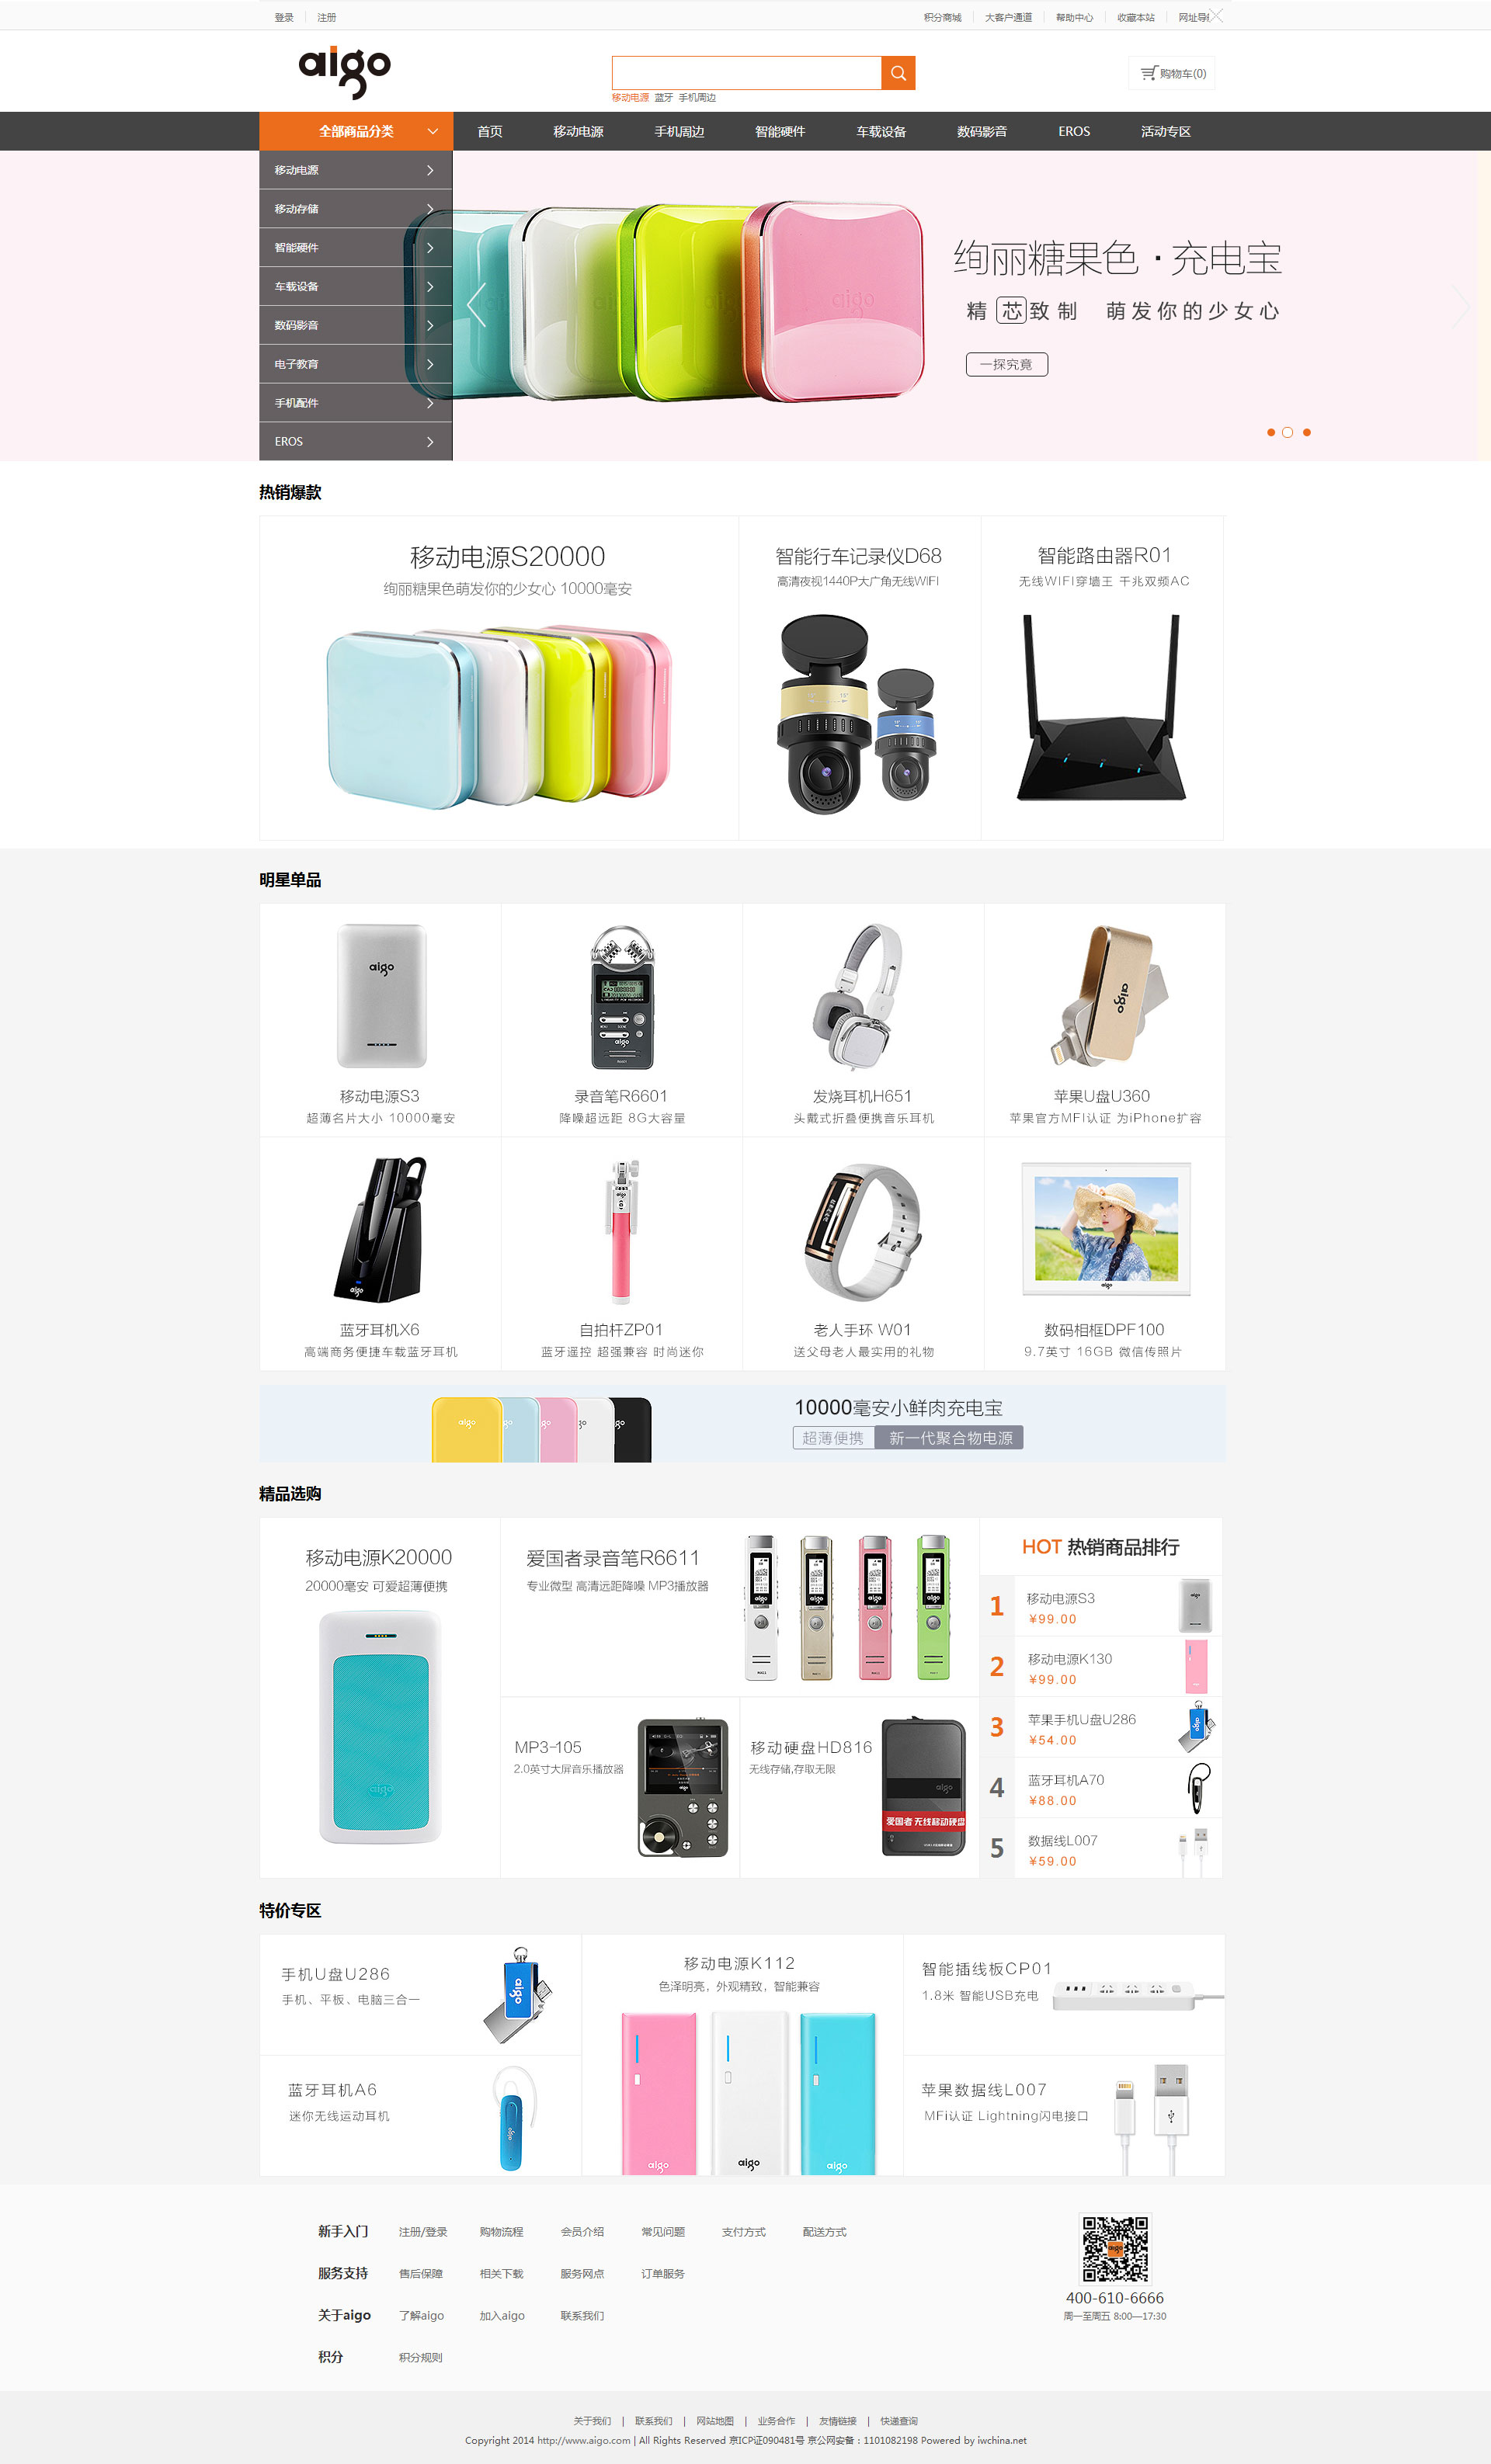 登录 注册 积分商城 大客户通道 帮助中心 收藏本站 网址导
aigo
购物车(0)
移动电源 蓝牙 手机周边
全部商品分类 首页 移动电源 手机周边 智能硬件 车载设备 数码影音 EROS 活动专区
移动电源
移动存储
智能硬件
车载设备
数码影音
电子教育
手机配件
EROS
绚丽糖果色·充电宝
精芯致制 萌发你的少女心
一探究竟
aigo
热销爆款
移动电源S20000
绚丽糖果色萌发你的少女心 10000毫安
智能行车记录仪D68
高清夜视1440P大广角无线WIFI
智能路由器R01
无线WIFI穿墙王 千兆双频AC
明星单品
aigo
移动电源S3
超薄名片大小 10000毫安
aigo
录音笔R6601
降噪超远距 8G大容量
发烧耳机H651
头戴式折叠便携音乐耳机
aigo
苹果U盘U360
苹果官方MFI认证 为iPhone扩容
aigo
蓝牙耳机X6
高端商务便捷车载蓝牙耳机
aigo
自拍杆ZP01
蓝牙遥控 超强兼容 时尚迷你
老人手环 W01
送父母老人最实用的礼物
aigo
数码相框DPF100
9.7英寸 16GB 微信传照片
aigo
10000毫安小鲜肉充电宝
超薄便携 新一代聚合物电源
精品选购
移动电源K20000
20000毫安 可爱超薄便携
aigo
爱国者录音笔R6611
专业微型 高清远距降噪 MP3播放器
MP3-105
2.0英寸大屏音乐播放器
aigo
移动硬盘HD816
无线存储,存取无限
aigo
爱国者 无线移动硬盘
HOT 热销商品排行
1 移动电源S3
¥99.00
2 移动电源K130
¥99.00
3 苹果手机U盘U286
¥54.00
4 蓝牙耳机A70
¥88.00
5 数据线L007
¥59.00
特价专区
手机U盘U286
手机、平板、电脑三合一
aigo
蓝牙耳机A6
迷你无线运动耳机
aigo
移动电源K112
色泽明亮，外观精致，智能兼容
aigo aigo aigo
智能插线板CP01
1.8米 智能USB充电
苹果数据线L007
MFi认证 Lightning闪电接口
新手入门 注册/登录 购物流程 会员介绍 常见问题 支付方式 配送方式
服务支持 售后保障 相关下载 服务网点 订单服务
关于aigo 了解aigo 加入aigo 联系我们
积分 积分规则
aigo
400-610-6666
周一至周五 8:00—17:30
关于我们 | 联系我们 | 网站地图 | 业务合作 | 友情链接 | 快递查询
Copyright 2014 http://www.aigo.com | All Rights Reserved 京ICP证090481号 京公网安备：1101082198 Powered by iwchina.net